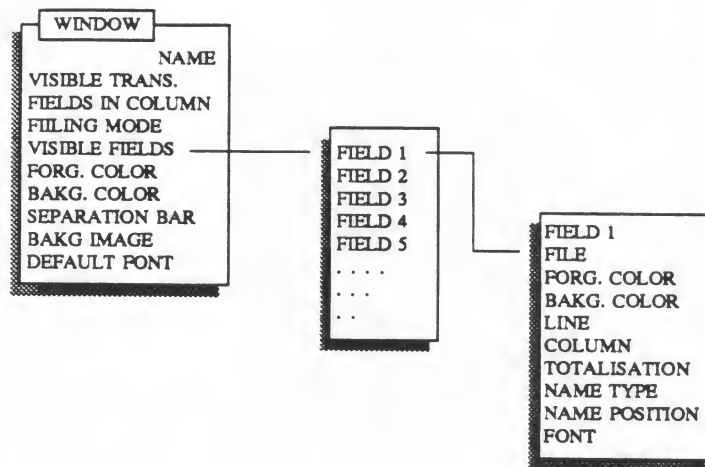 WINDOW
NAME
VISIBLE TRANS.
FIELDS IN COLUMN
FIILING MODE
VISIBLE FIELDS
FORG. COLOR
BAKG. COLOR
SEPARATION BAR
BAKG IMAGE
DEFAULT FONT
FIELD 1
FIELD 2
FIELD 3
FIELD 4
FIELD 5
. . . .
. . .
. .
FIELD 1
FILE
FORG. COLOR
BAKG. COLOR
LINE
COLUMN
TOTALISATION
NAME TYPE
NAME POSITION
FONT